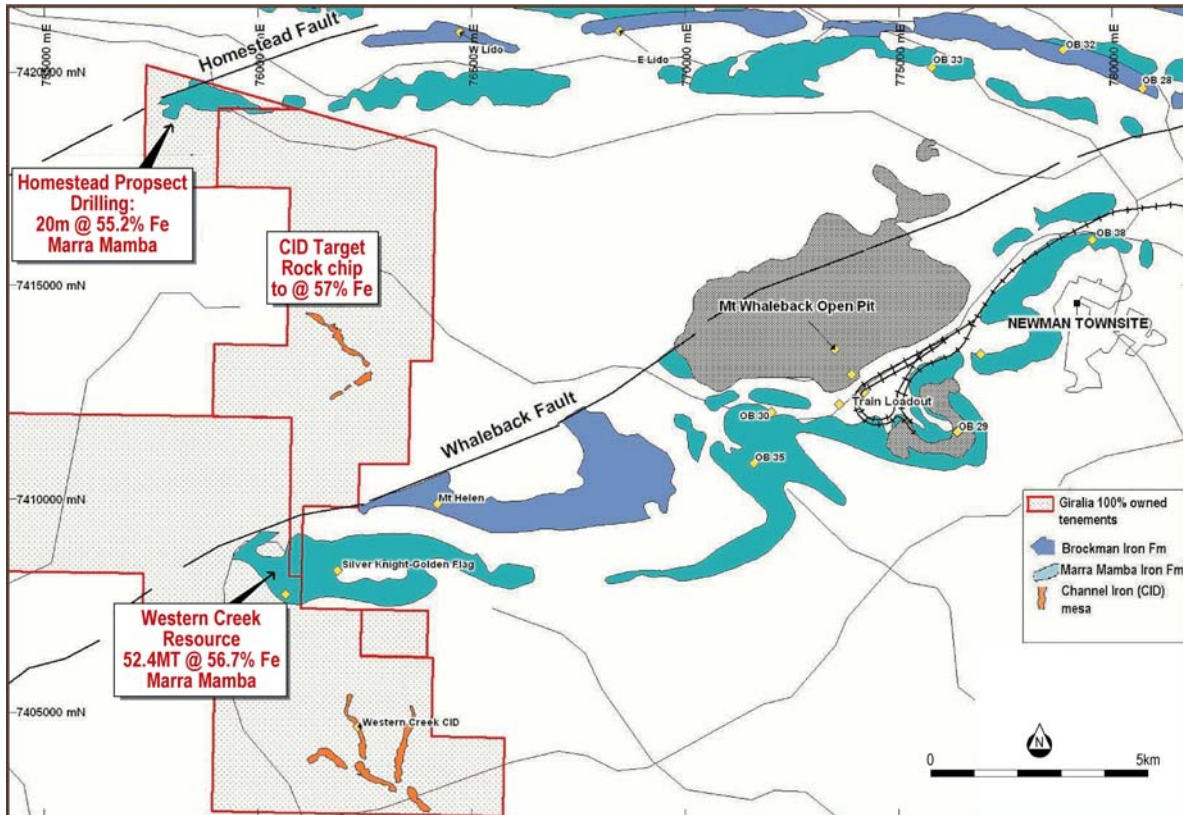 760000 mE
765000 mE
770000 mE
775000 mE
780000 mE
7420000 mN
7415000 mN
7410000 mN
7405000 mN
Homestead Fault
W Lido
E Lido
OB 33
OB 32
OB 28
Homestead Propsect
Drilling:
20m @ 55.2% Fe
Marra Mamba
CID Target
Rock chip
to @ 57% Fe
Mt Whaleback Open Pit
OB 38
NEWMAN TOWNSITE
Train Loadout
OB 30
OB 29
OB 35
Whaleback Fault
Mt Helen
Silver Knight-Golden Flag
Western Creek
Resource
52.4MT @ 56.7% Fe
Marra Mamba
Western Creek CID
Giralia 100% owned
tenements
Brockman Iron Fm
Marra Mamba Iron Fm
Channel Iron (CID)
mesa
N
0
5km